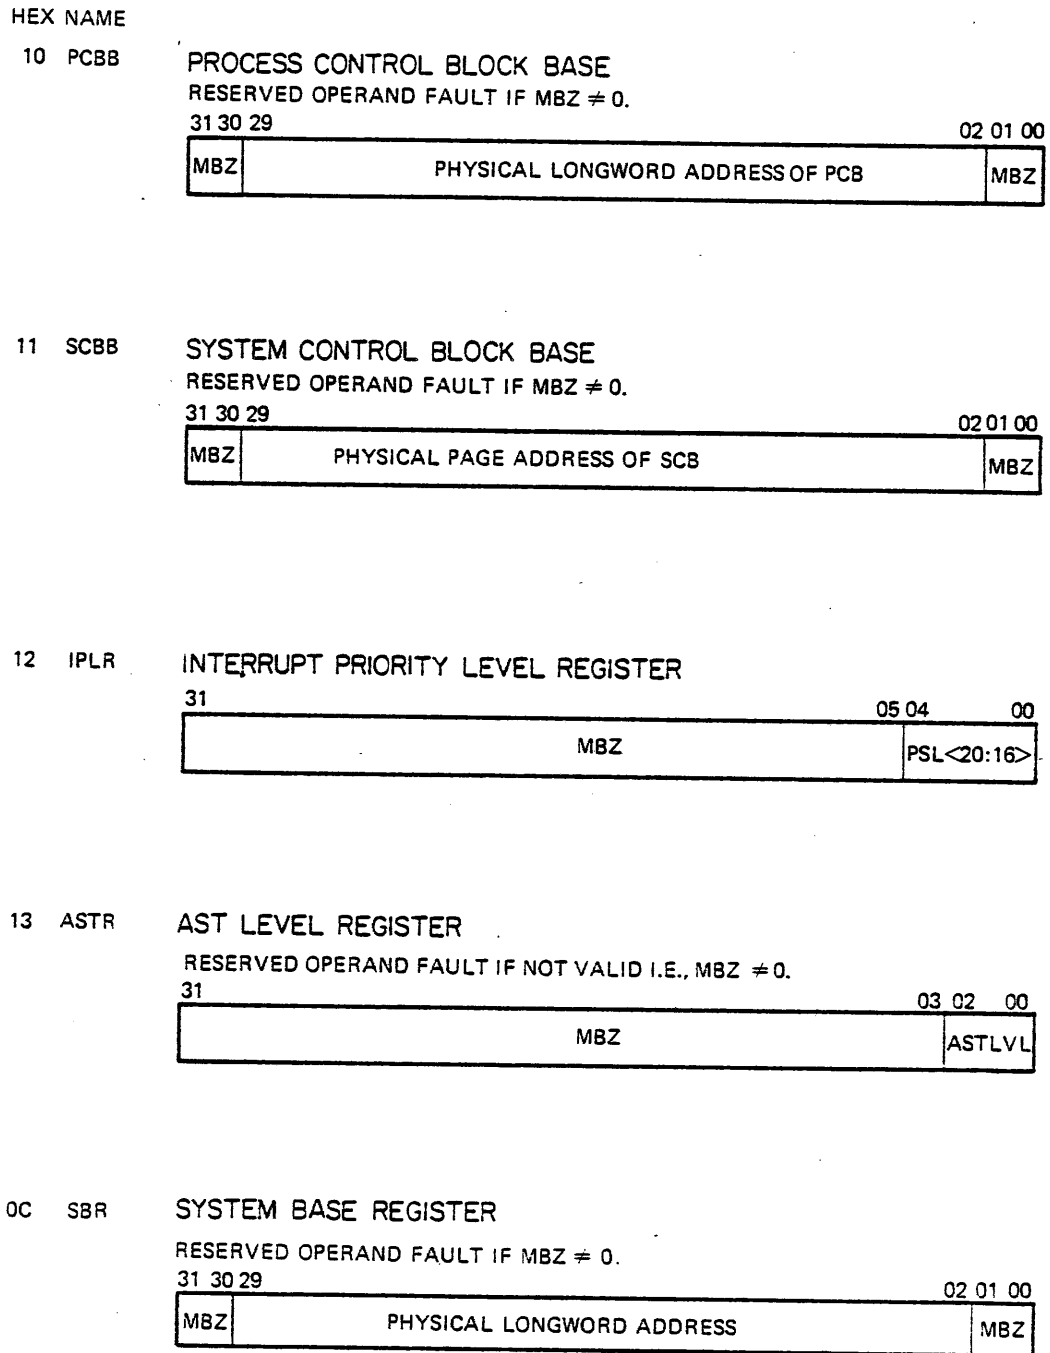 HEX NAME
10 PCBB PROCESS CONTROL BLOCK BASE
RESERVED OPERAND FAULT IF MBZ ≠ 0.
31 30 29 02 01 00
MBZ PHYSICAL LONGWORD ADDRESS OF PCB MBZ
11 SCBB SYSTEM CONTROL BLOCK BASE
RESERVED OPERAND FAULT IF MBZ ≠ 0.
31 30 29 02 01 00
MBZ PHYSICAL PAGE ADDRESS OF SCB MBZ
12 IPLR INTERRUPT PRIORITY LEVEL REGISTER
31 05 04 00
MBZ PSL<20:16>
13 ASTR AST LEVEL REGISTER
RESERVED OPERAND FAULT IF NOT VALID I.E., MBZ ≠ 0.
31 03 02 00
MBZ ASTLVL
0C SBR SYSTEM BASE REGISTER
RESERVED OPERAND FAULT IF MBZ ≠ 0.
31 30 29 02 01 00
MBZ PHYSICAL LONGWORD ADDRESS MBZ